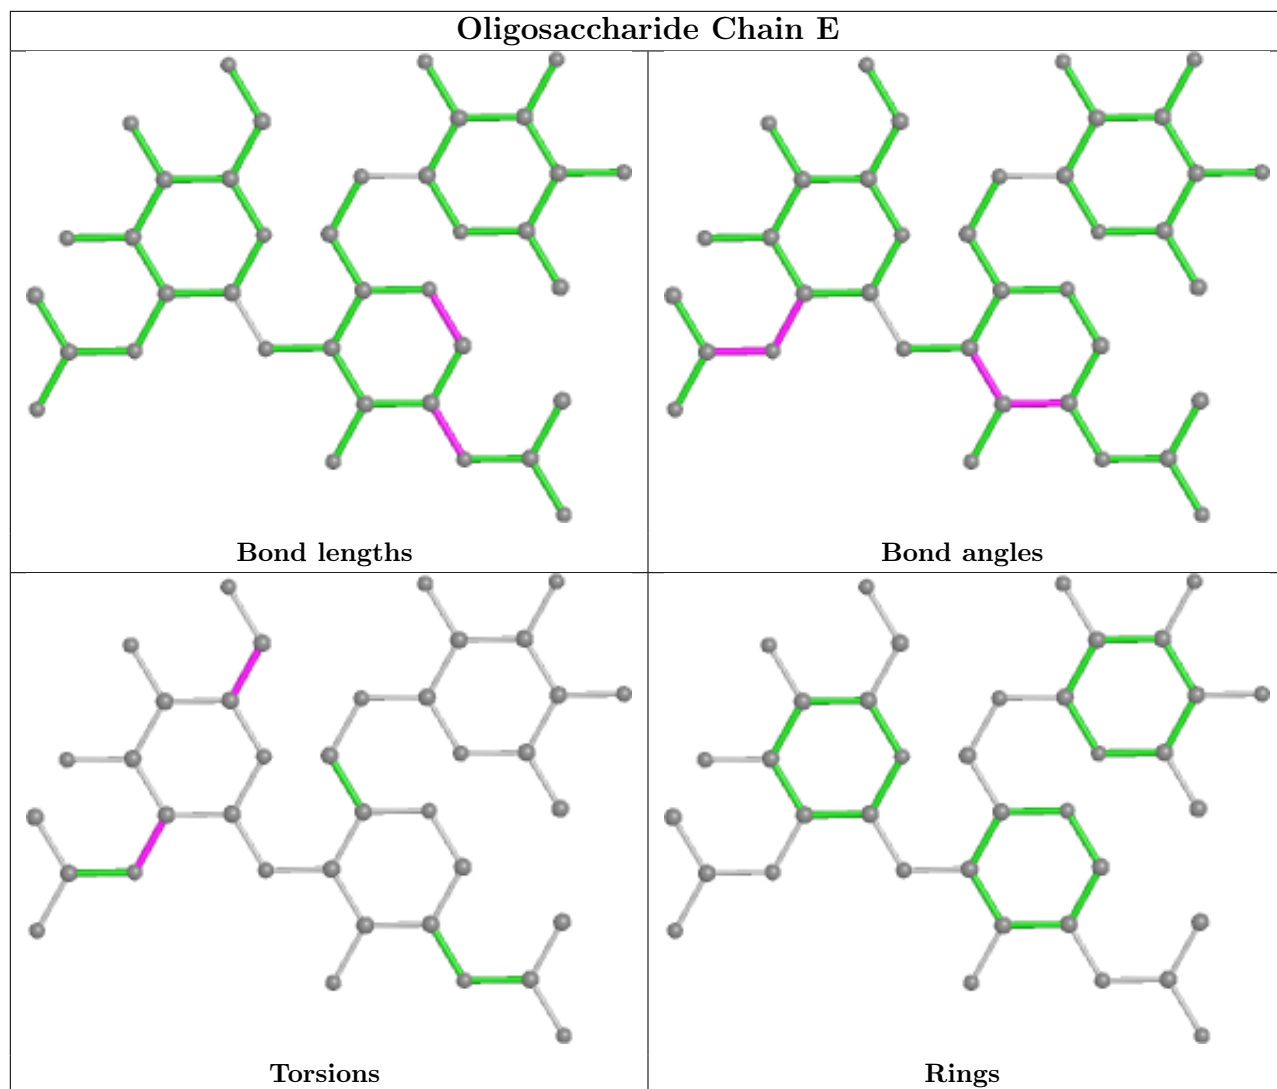 Oligosaccharide Chain E
Bond lengths
Bond angles
Torsions
Rings